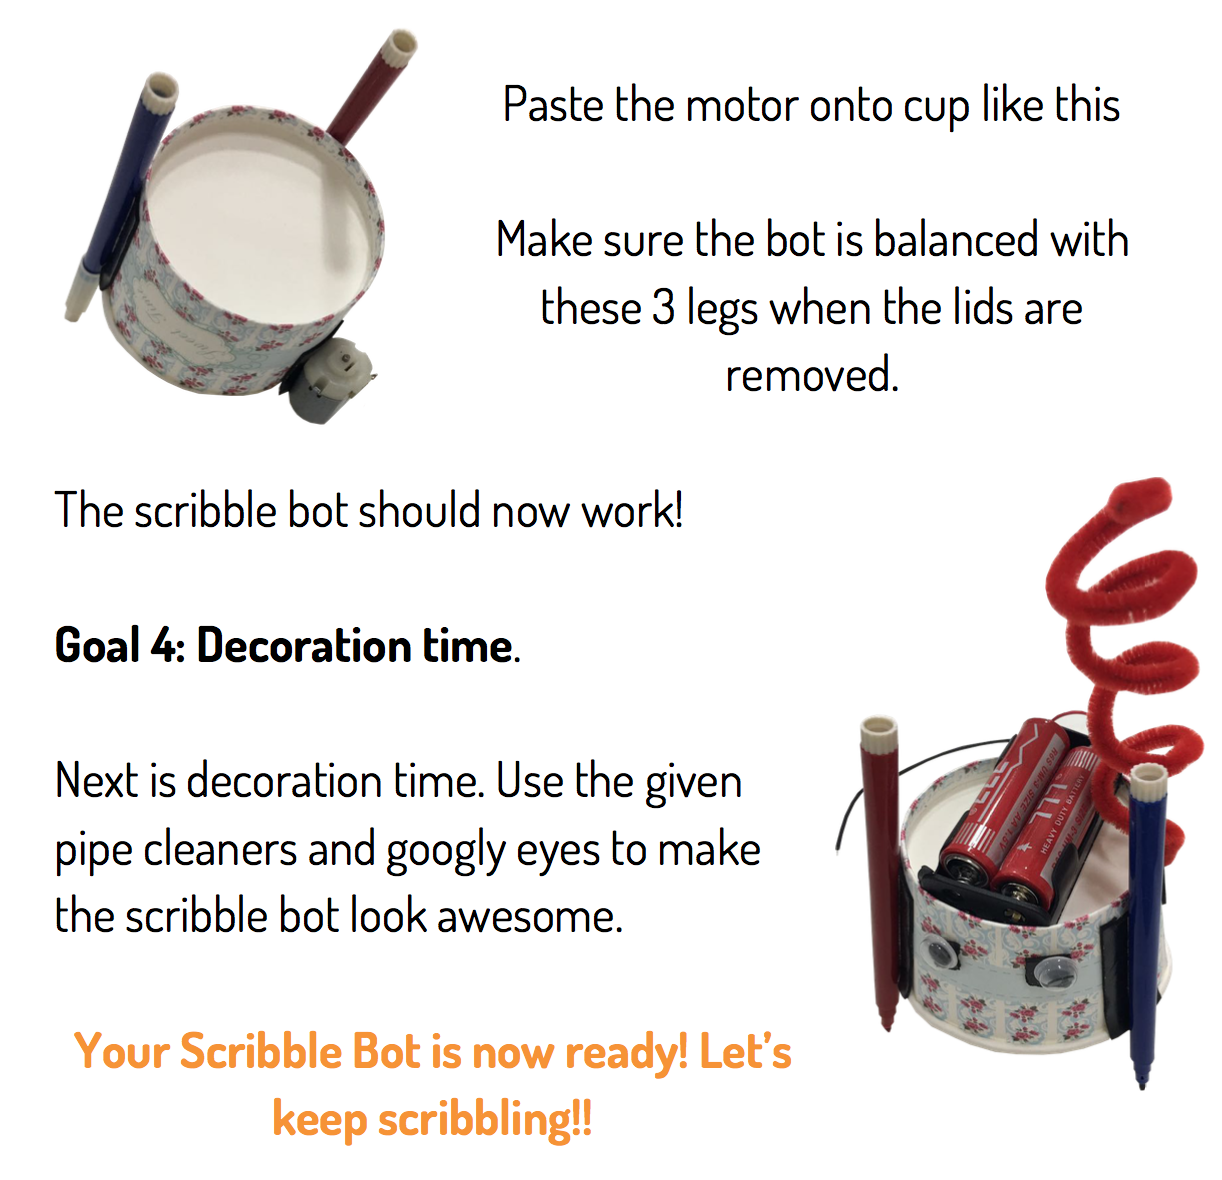 Paste the motor onto cup like this
Make sure the bot is balanced with
these 3 legs when the lids are
removed.
The scribble bot should now work!
Goal 4: Decoration time.
Next is decoration time. Use the given
pipe cleaners and googly eyes to make
the scribble bot look awesome.
HEAVY DUTY BATTERY
Your Scribble Bot is now ready! Let's
keep scribbling!!